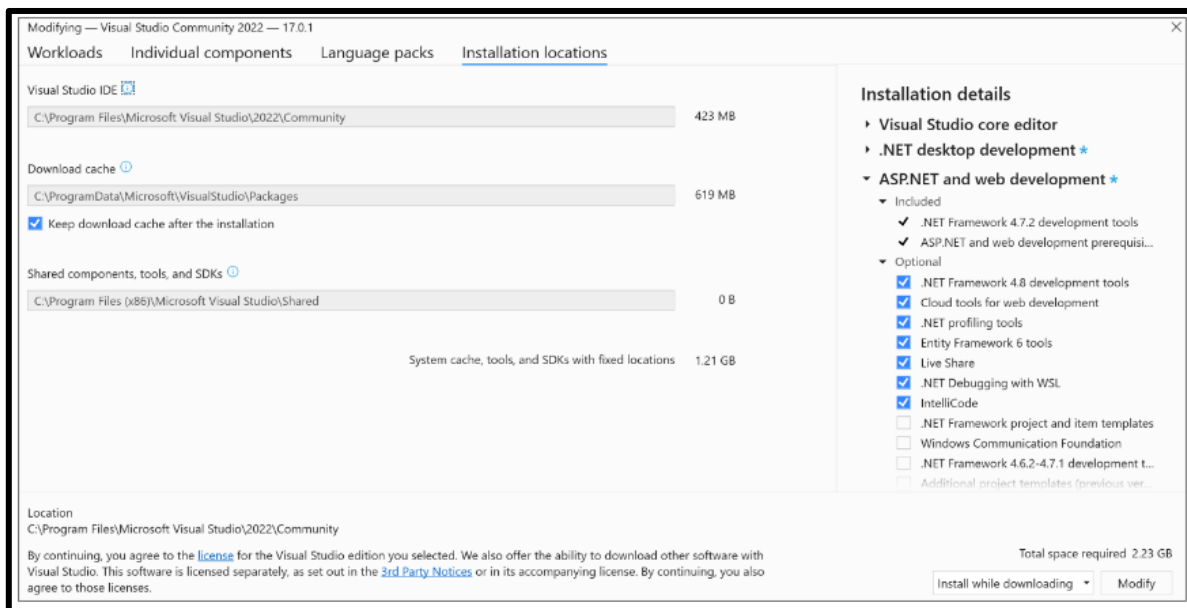 Modifying — Visual Studio Community 2022 — 17.0.1
Workloads Individual components Language packs Installation locations
Visual Studio IDE
C:\Program Files\Microsoft Visual Studio\2022\Community 423 MB
Download cache
C:\ProgramData\Microsoft\VisualStudio\Packages 619 MB
Keep download cache after the installation
Shared components, tools, and SDKs
C:\Program Files (x86)\Microsoft Visual Studio\Shared 0 B
System cache, tools, and SDKs with fixed locations 1.21 GB
Installation details
Visual Studio core editor
.NET desktop development *
ASP.NET and web development *
Included
.NET Framework 4.7.2 development tools
ASP.NET and web development prerequisi...
Optional
.NET Framework 4.8 development tools
Cloud tools for web development
.NET profiling tools
Entity Framework 6 tools
Live Share
.NET Debugging with WSL
IntelliCode
.NET Framework project and item templates
Windows Communication Foundation
.NET Framework 4.6.2-4.7.1 development t...
Additional project templates (previous ver...
Location
C:\Program Files\Microsoft Visual Studio\2022\Community
By continuing, you agree to the license for the Visual Studio edition you selected. We also offer the ability to download other software with
Visual Studio. This software is licensed separately, as set out in the 3rd Party Notices or in its accompanying license. By continuing, you also
agree to those licenses.
Total space required 2.23 GB
Install while downloading Modify